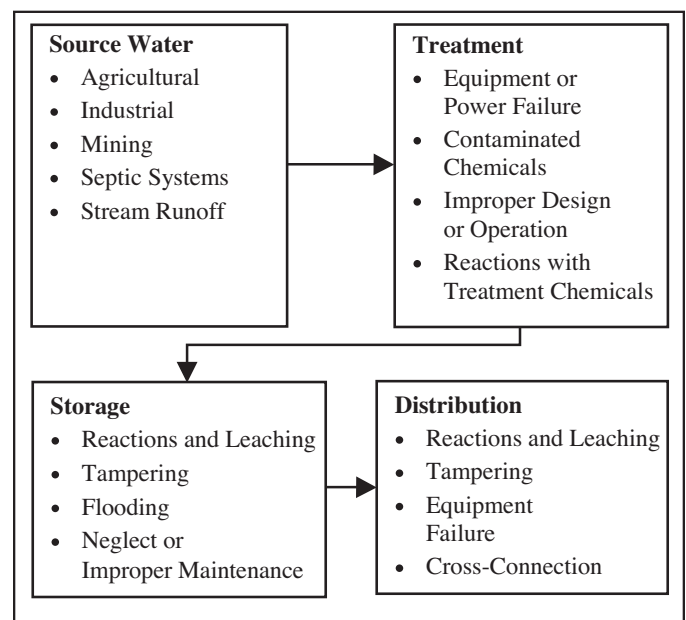 Source Water
• Agricultural
• Industrial
• Mining
• Septic Systems
• Stream Runoff
Treatment
• Equipment or
Power Failure
• Contaminated
Chemicals
• Improper Design
or Operation
• Reactions with
Treatment Chemicals
Storage
• Reactions and Leaching
• Tampering
• Flooding
• Neglect or
Improper Maintenance
Distribution
• Reactions and Leaching
• Tampering
• Equipment
Failure
• Cross-Connection